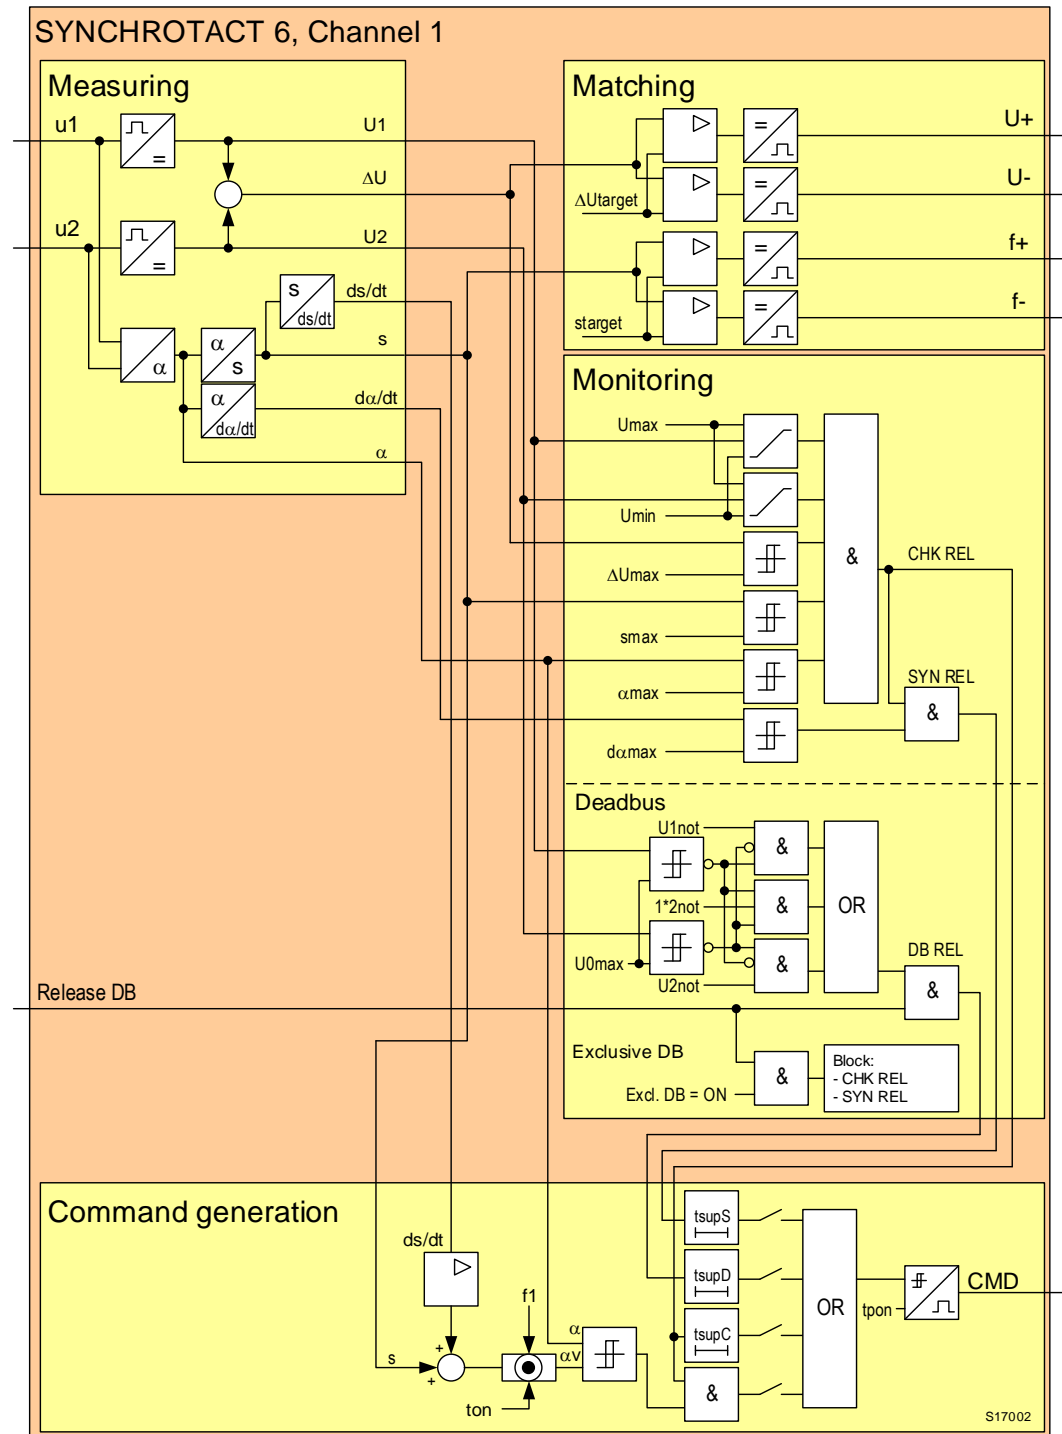 SYNCHROTACT 6, Channel 1
Measuring
u1
=
U1
ΔU
u2
=
U2
s
ds/dt
ds/dt
α
α
s
s
α
dα/dt
dα/dt
α
Matching
=
U+
=
U-
ΔUtarget
=
f+
=
f-
starget
Monitoring
Umax
Umin
ΔUmax
smax
αmax
dαmax
&
CHK REL
SYN REL
&
Deadbus
U1not
&
1*2not
&
OR
U0max
&
U2not
DB REL
&
Release DB
Exclusive DB
Excl. DB = ON
&
Block:
- CHK REL
- SYN REL
Command generation
ds/dt
s
+
+
f1
ton
α
αv
tsupS
tsupD
tsupC
&
OR
tpon
CMD
S17002